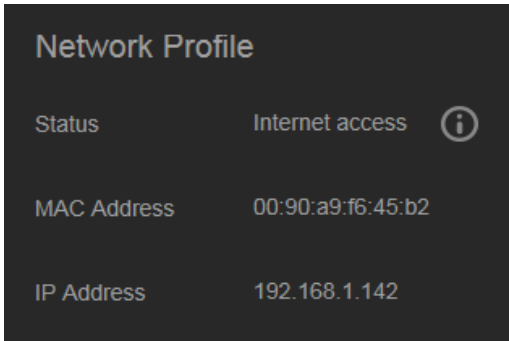 Network Profile
Status Internet access
MAC Address 00:90:a9:f6:45:b2
IP Address 192.168.1.142